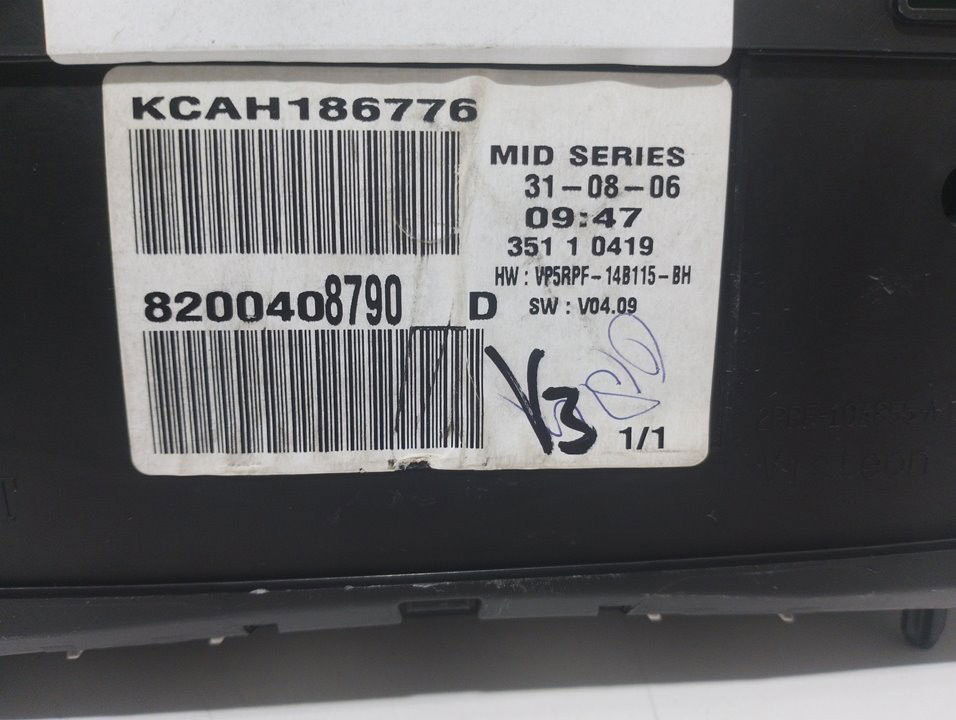 KCAH186776
MID SERIES
31-08-06
09:47
351 1 0419
HW : VP5RPF-14B115-BH
8200408790 D
SW : V04.09
V3
1/1